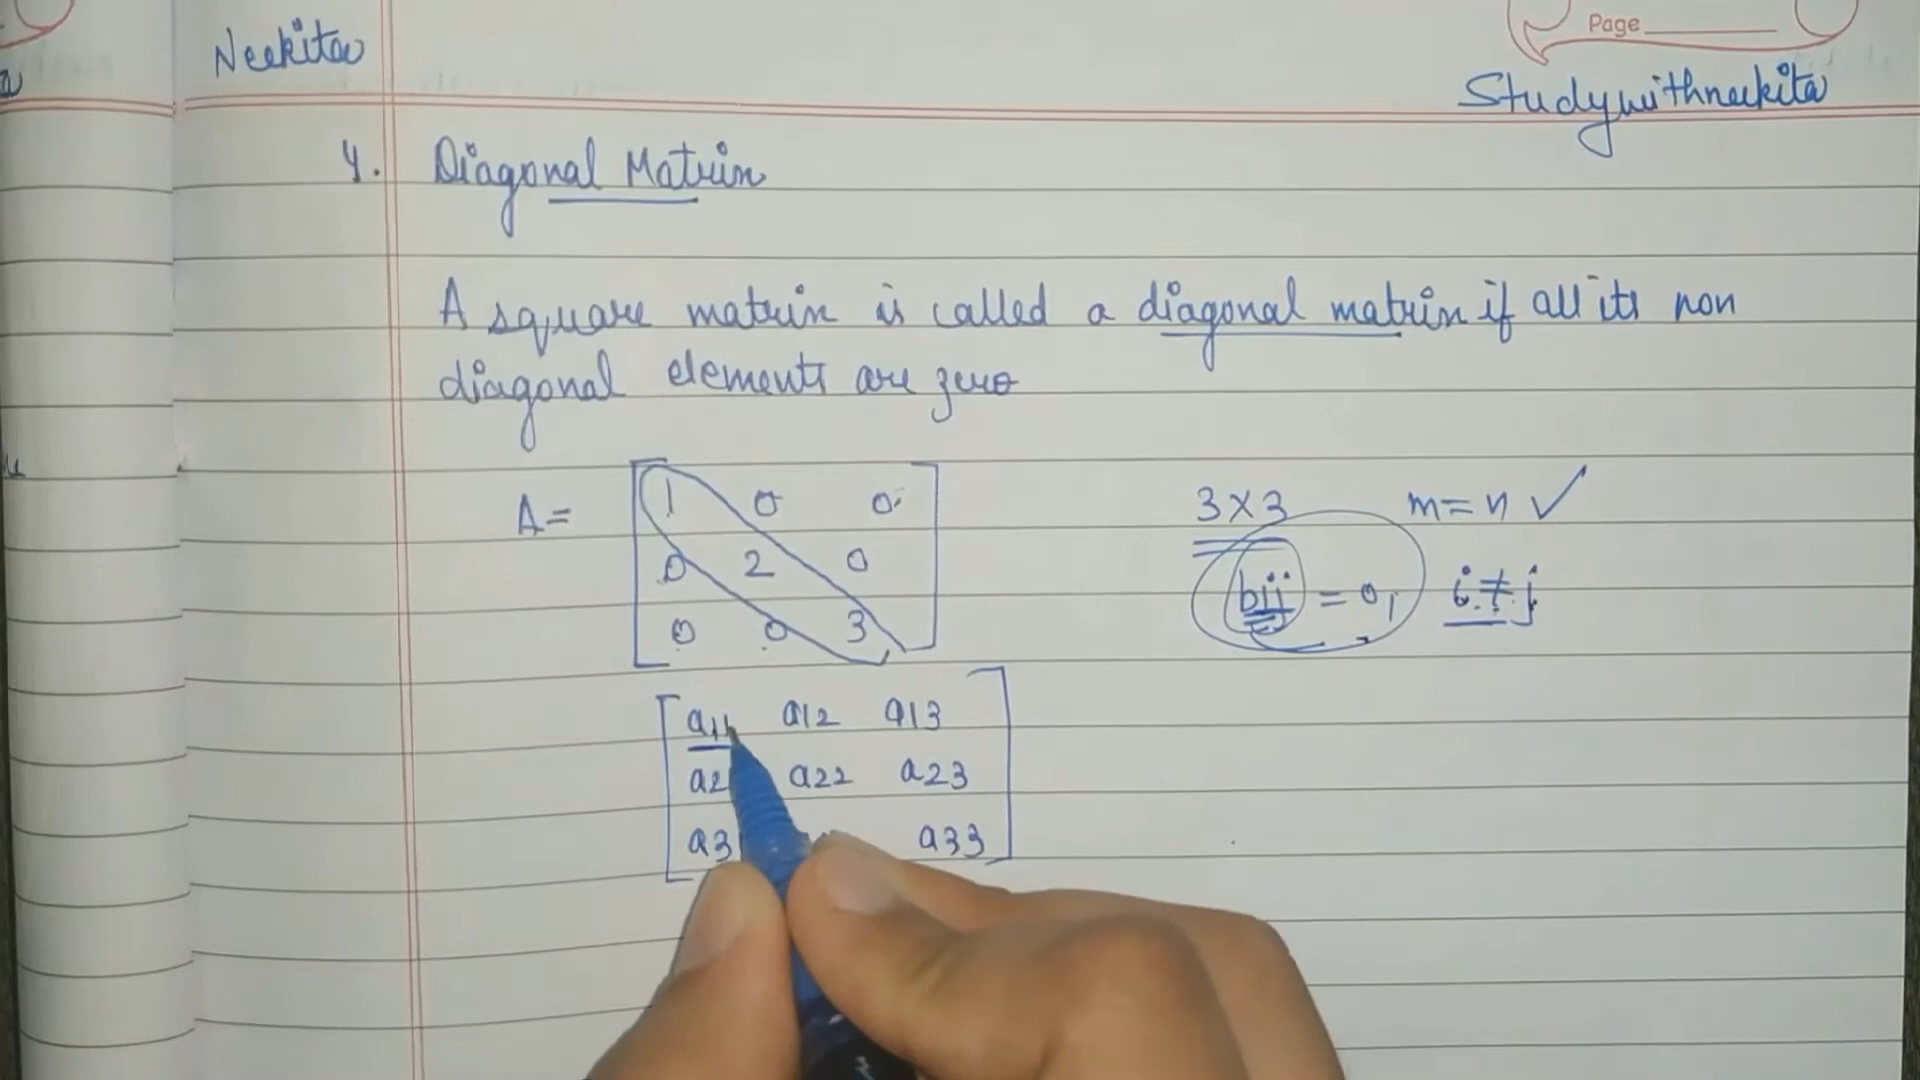 Neekita
Page
Studywithneekita
4. Diagonal Matrix
A square matrix is called a diagonal matrix if all its non
diagonal elements are zero
A = 1 0 0
0 2 0
0 0 3
3×3 m=n ✓
bij = 0, i≠j
a11 a12 a13
a2 a22 a23
a3 a33